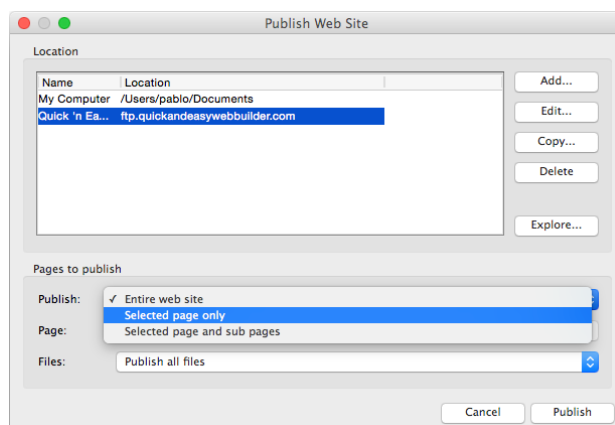 Publish Web Site
Location
Name Location
My Computer /Users/pablo/Documents
Quick 'n Ea... ftp.quickandeasywebbuilder.com
Add...
Edit...
Copy...
Delete
Explore...
Pages to publish
Publish: ✓ Entire web site
Selected page only
Page: Selected page and sub pages
Files: Publish all files
Cancel Publish